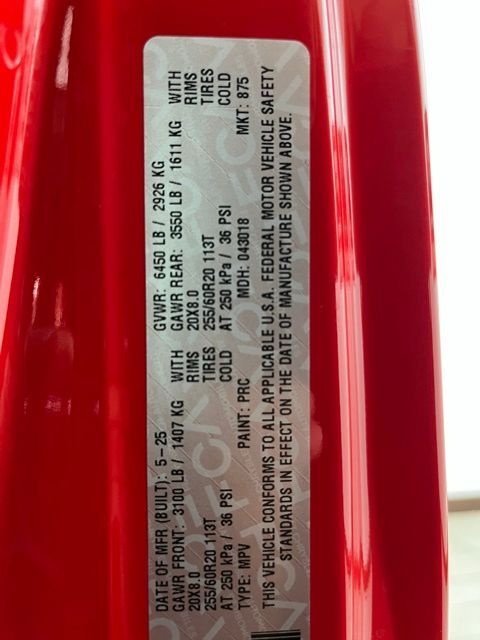 DATE OF MFR (BUILT): 5-25 GVWR: 6450 LB / 2926 KG
GAWR FRONT: 3100 LB / 1407 KG WITH GAWR REAR: 3550 LB / 1611 KG WITH
20X8.0 RIMS 20X8.0 RIMS
255/60R20 113T TIRES 255/60R20 113T TIRES
AT 250 kPa / 36 PSI COLD AT 250 kPa / 36 PSI COLD
TYPE: MPV PAINT: PRC MDH: 043018 MKT: 875
THIS VEHICLE CONFORMS TO ALL APPLICABLE U.S.A. FEDERAL MOTOR VEHICLE SAFETY
STANDARDS IN EFFECT ON THE DATE OF MANUFACTURE SHOWN ABOVE.